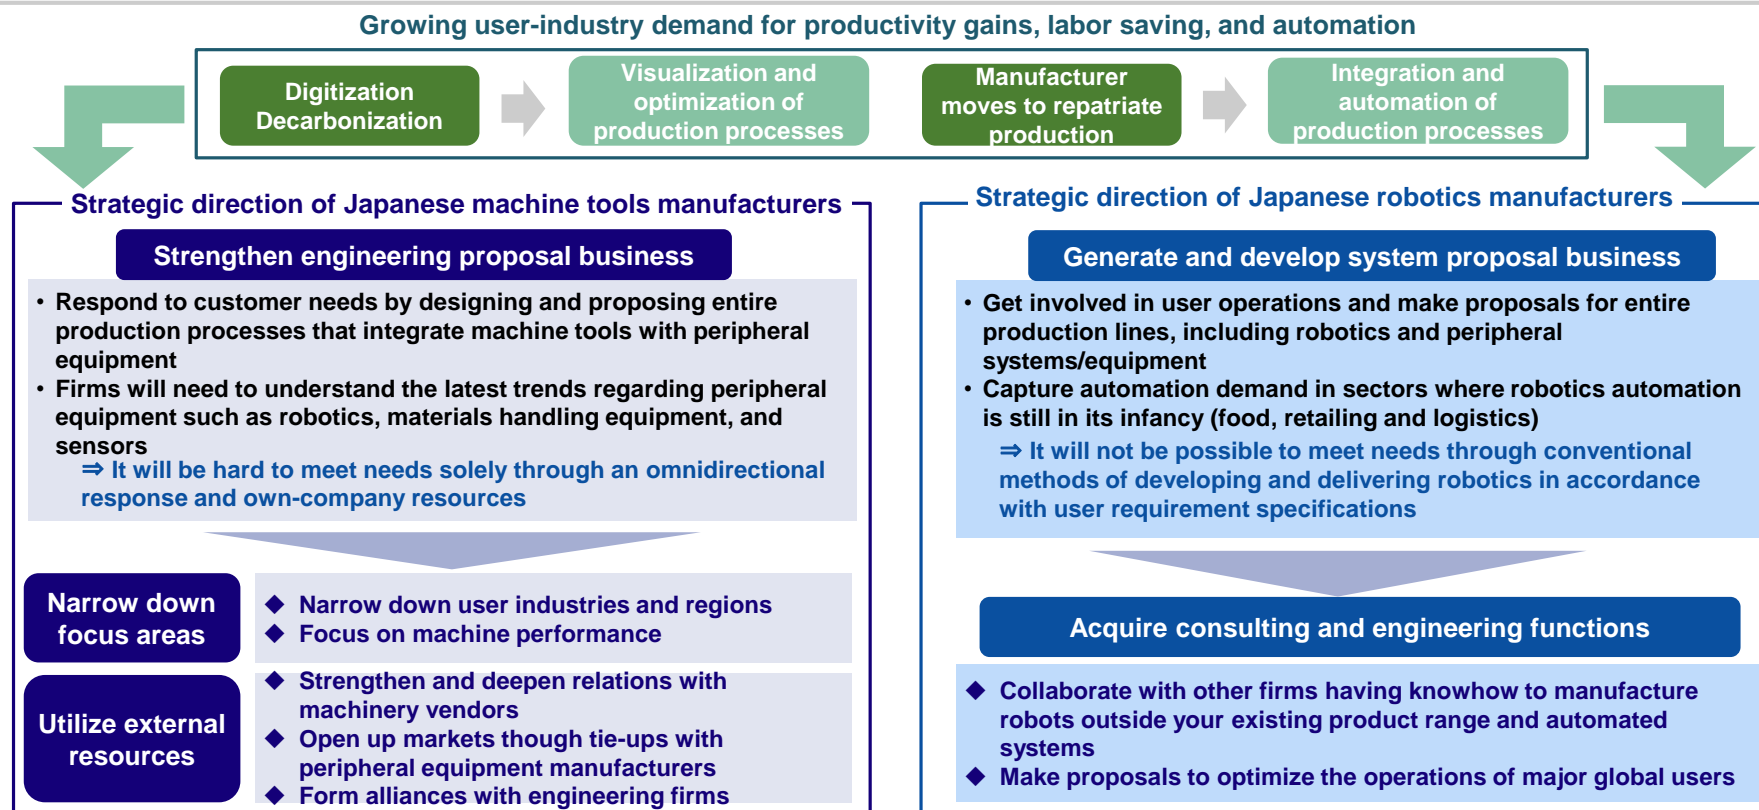 Growing user-industry demand for productivity gains, labor saving, and automation
Digitization
Decarbonization
Visualization and
optimization of
production processes
Manufacturer
moves to repatriate
production
Integration and
automation of
production processes
Strategic direction of Japanese machine tools manufacturers
Strengthen engineering proposal business
• Respond to customer needs by designing and proposing entire
production processes that integrate machine tools with peripheral
equipment
• Firms will need to understand the latest trends regarding peripheral
equipment such as robotics, materials handling equipment, and
sensors
⇒ It will be hard to meet needs solely through an omnidirectional
response and own-company resources
Narrow down
focus areas
◆ Narrow down user industries and regions
◆ Focus on machine performance
Utilize external
resources
◆ Strengthen and deepen relations with
machinery vendors
◆ Open up markets though tie-ups with
peripheral equipment manufacturers
◆ Form alliances with engineering firms
Strategic direction of Japanese robotics manufacturers
Generate and develop system proposal business
• Get involved in user operations and make proposals for entire
production lines, including robotics and peripheral
systems/equipment
• Capture automation demand in sectors where robotics automation
is still in its infancy (food, retailing and logistics)
⇒ It will not be possible to meet needs through conventional
methods of developing and delivering robotics in accordance
with user requirement specifications
Acquire consulting and engineering functions
◆ Collaborate with other firms having knowhow to manufacture
robots outside your existing product range and automated
systems
◆ Make proposals to optimize the operations of major global users